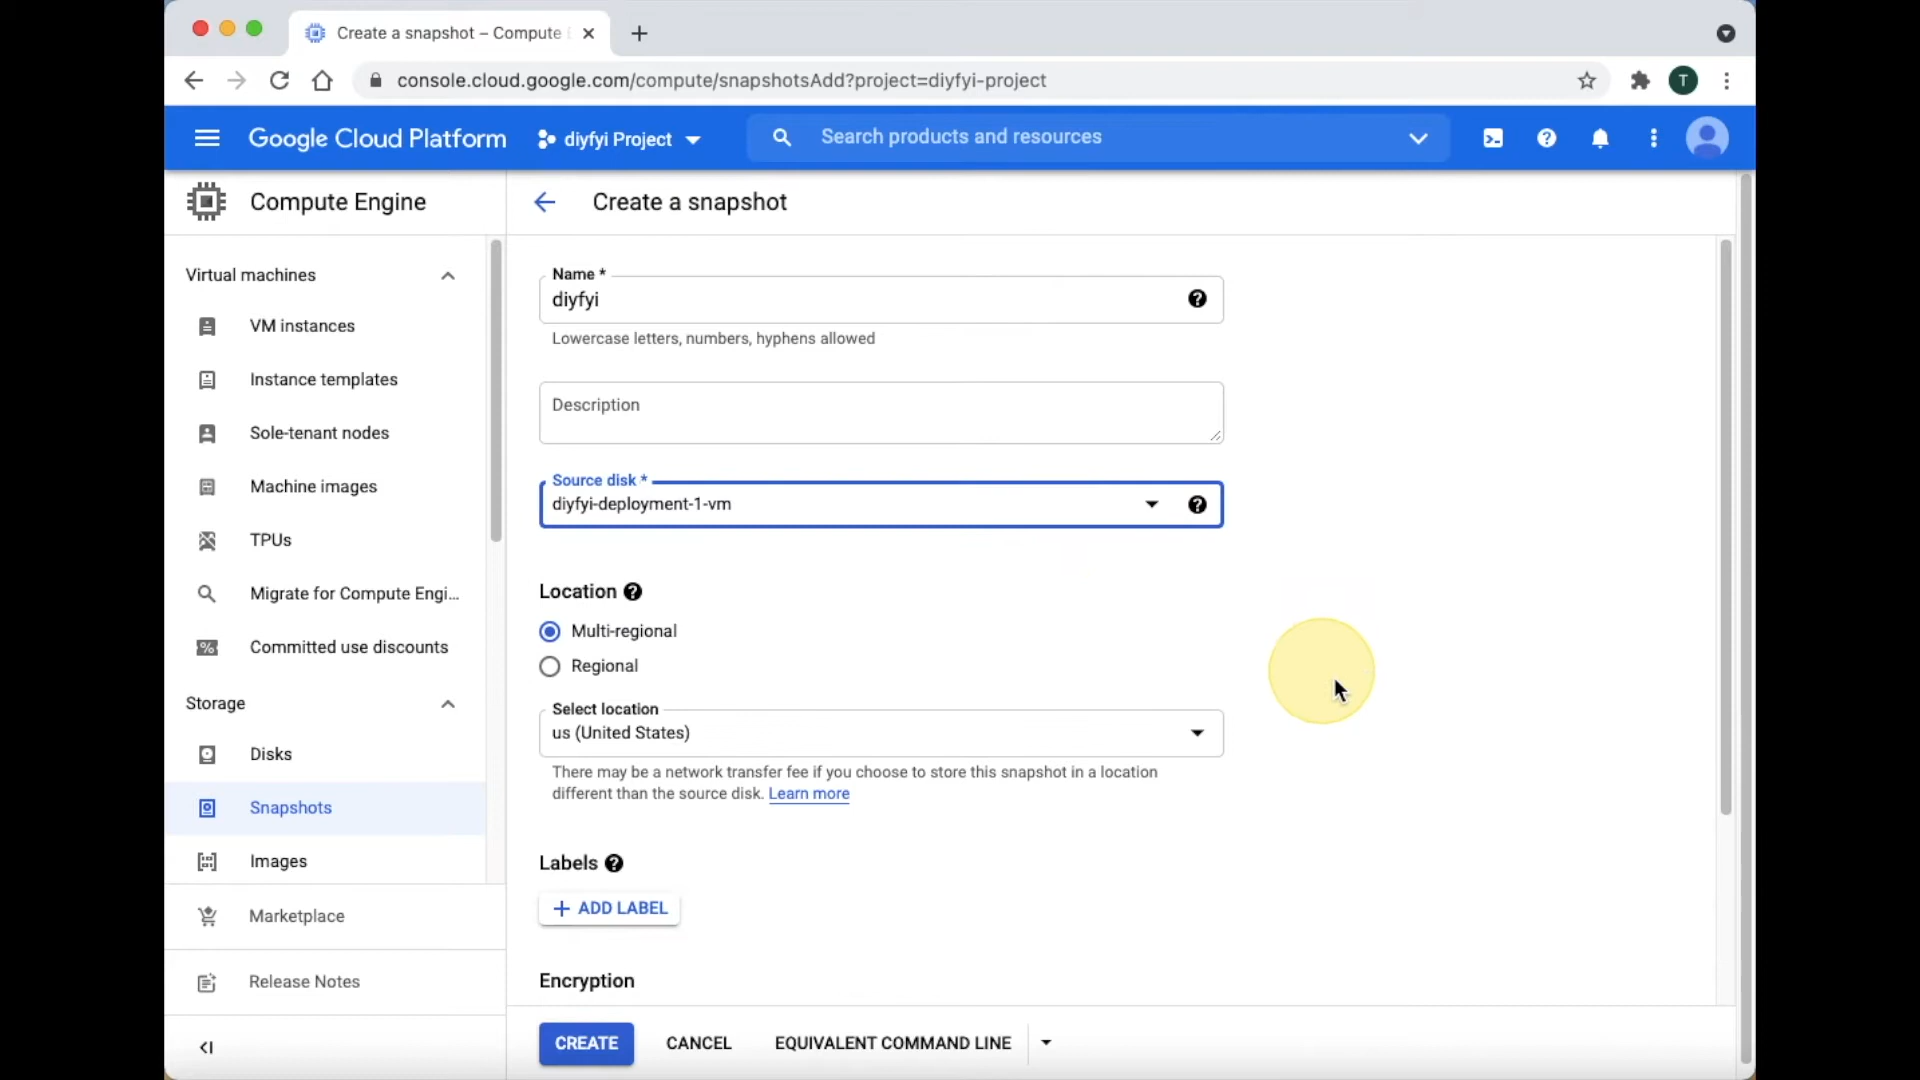 Create a snapshot – Compute E
console.cloud.google.com/compute/snapshotsAdd?project=diyfyi-project
T
Google Cloud Platform
diyfyi Project
Search products and resources
Compute Engine
Create a snapshot
Virtual machines
VM instances
Instance templates
Sole-tenant nodes
Machine images
TPUs
Migrate for Compute Engi...
Committed use discounts
Storage
Disks
Snapshots
Images
Marketplace
Release Notes
Name *
diyfyi
Lowercase letters, numbers, hyphens allowed
Description
Source disk *
diyfyi-deployment-1-vm
Location
Multi-regional
Regional
Select location
us (United States)
There may be a network transfer fee if you choose to store this snapshot in a location
different than the source disk. Learn more
Labels
ADD LABEL
Encryption
CREATE
CANCEL
EQUIVALENT COMMAND LINE